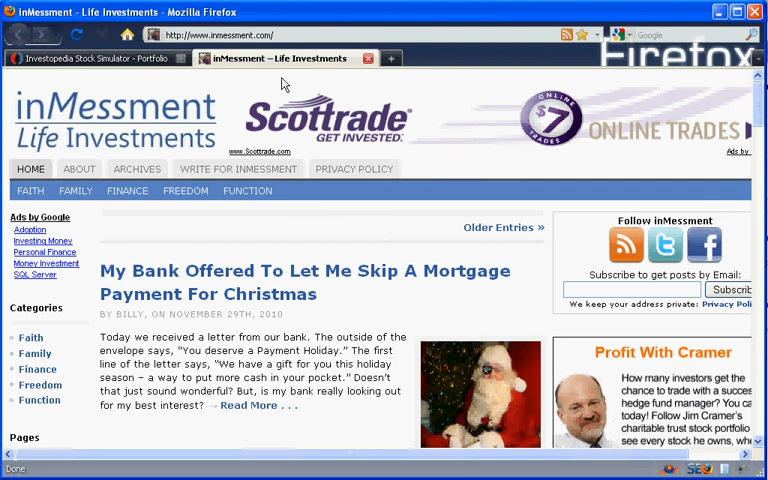 inMessment - Life Investments - Mozilla Firefox
http://www.inmessment.com/
Google
Firefox
Investopedia Stock Simulator - Portfolio
inMessment – Life Investments
inMessment
Life Investments
Scottrade
GET INVESTED.
ONLINE
$7
TRADES
ONLINE TRADES
www.Scottrade.com
Ads by
HOME
ABOUT
ARCHIVES
WRITE FOR INMESSMENT
PRIVACY POLICY
FAITH
FAMILY
FINANCE
FREEDOM
FUNCTION
Ads by Google
Adoption
Investing Money
Personal Finance
Money Investment
SQL Server
Categories
Faith
Family
Finance
Freedom
Function
Pages
Older Entries »
My Bank Offered To Let Me Skip A Mortgage
Payment For Christmas
BY BILLY, ON NOVEMBER 29TH, 2010
Today we received a letter from our bank. The outside of the
envelope says, “You deserve a Payment Holiday.” The first
line of the letter says, “We have a gift for you this holiday
season – a way to put more cash in your pocket.” Doesn’t
that just sound wonderful? But, is my bank really looking out
for my best interest? → Read More . . .
Follow inMessment
Subscribe to get posts by Email:
Subscrib
We keep your address private: Privacy Poli
Profit With Cramer
How many investors get the
chance to trade with a succes
hedge fund manager? You ca
today! Follow Jim Cramer's
charitable trust stock portfolio
see every stock he owns, whe
Done
SEO